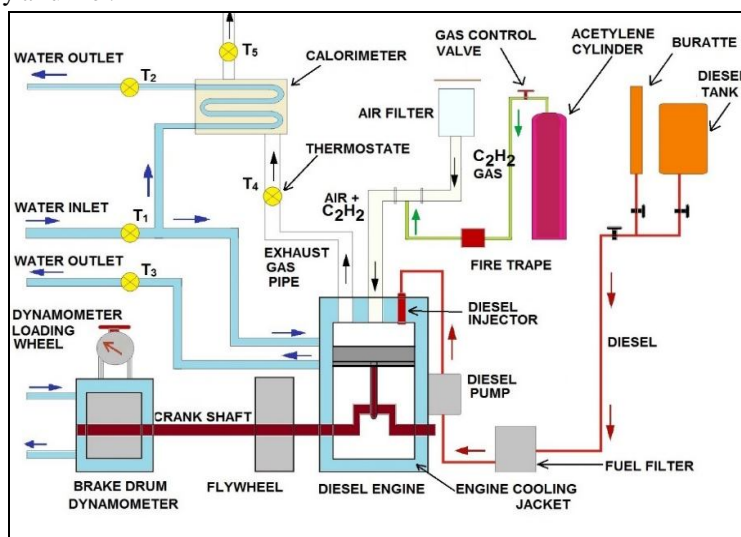 T5
WATER OUTLET
T2
CALORIMETER
GAS CONTROL
VALVE
ACETYLENE
CYLINDER
BURATTE
DIESEL
TANK
AIR FILTER
THERMOSTATE
T4
C2H2
GAS
AIR +
C2H2
WATER INLET
T1
WATER OUTLET
T3
EXHAUST
GAS
PIPE
FIRE TRAPE
DYNAMOMETER
LOADING
WHEEL
DIESEL
INJECTOR
DIESEL
DIESEL
PUMP
CRANK SHAFT
BRAKE DRUM
DYNAMOMETER
FLYWHEEL
DIESEL ENGINE
ENGINE COOLING
JACKET
FUEL FILTER